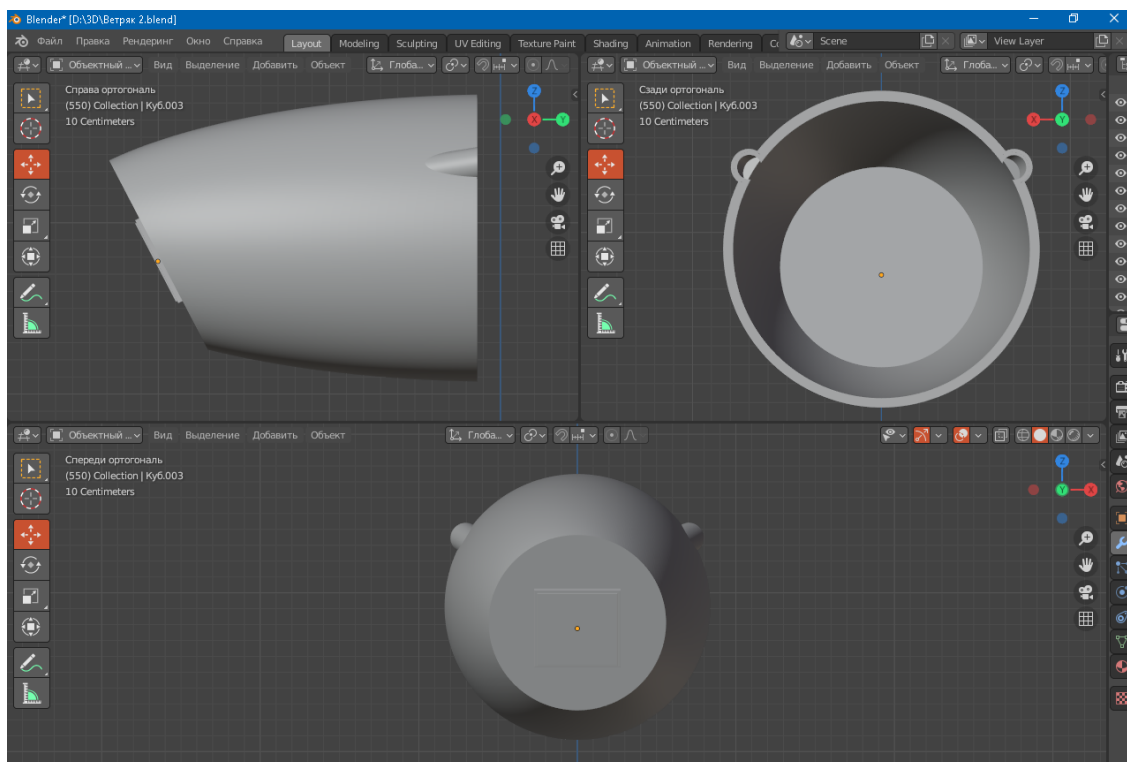 Blender* [D:\3D\Ветряк 2.blend]
Файл Правка Рендеринг Окно Справка Layout Modeling Sculpting UV Editing Texture Paint Shading Animation Rendering Scene View Layer
Объектный ... Вид Выделение Добавить Объект Глоба...
Объектный ... Вид Выделение Добавить Объект Глоба...
Справа ортогональ
(550) Collection | Куб.003
10 Centimeters
Z
X
Y
Сзади ортогональ
(550) Collection | Куб.003
10 Centimeters
Z
X
Y
Объектный ... Вид Выделение Добавить Объект Глоба...
Спереди ортогональ
(550) Collection | Куб.003
10 Centimeters
Z
Y
X